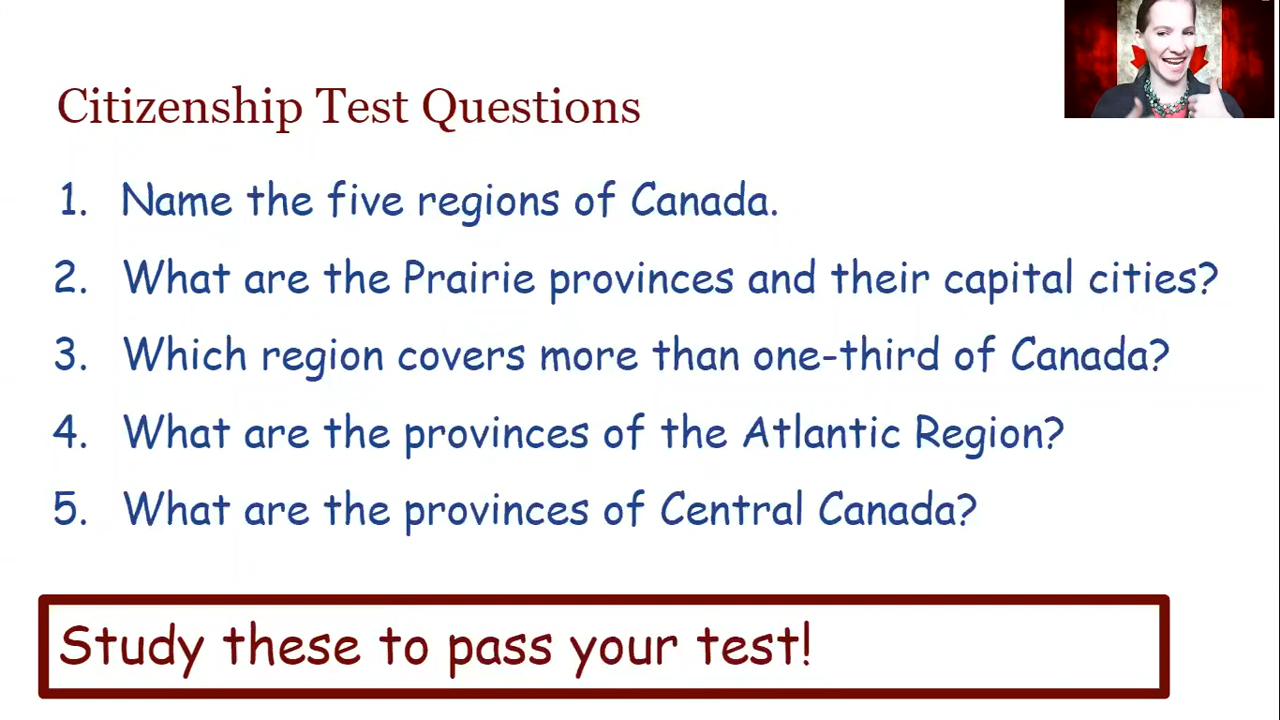 Citizenship Test Questions
1. Name the five regions of Canada.
2. What are the Prairie provinces and their capital cities?
3. Which region covers more than one-third of Canada?
4. What are the provinces of the Atlantic Region?
5. What are the provinces of Central Canada?
Study these to pass your test!